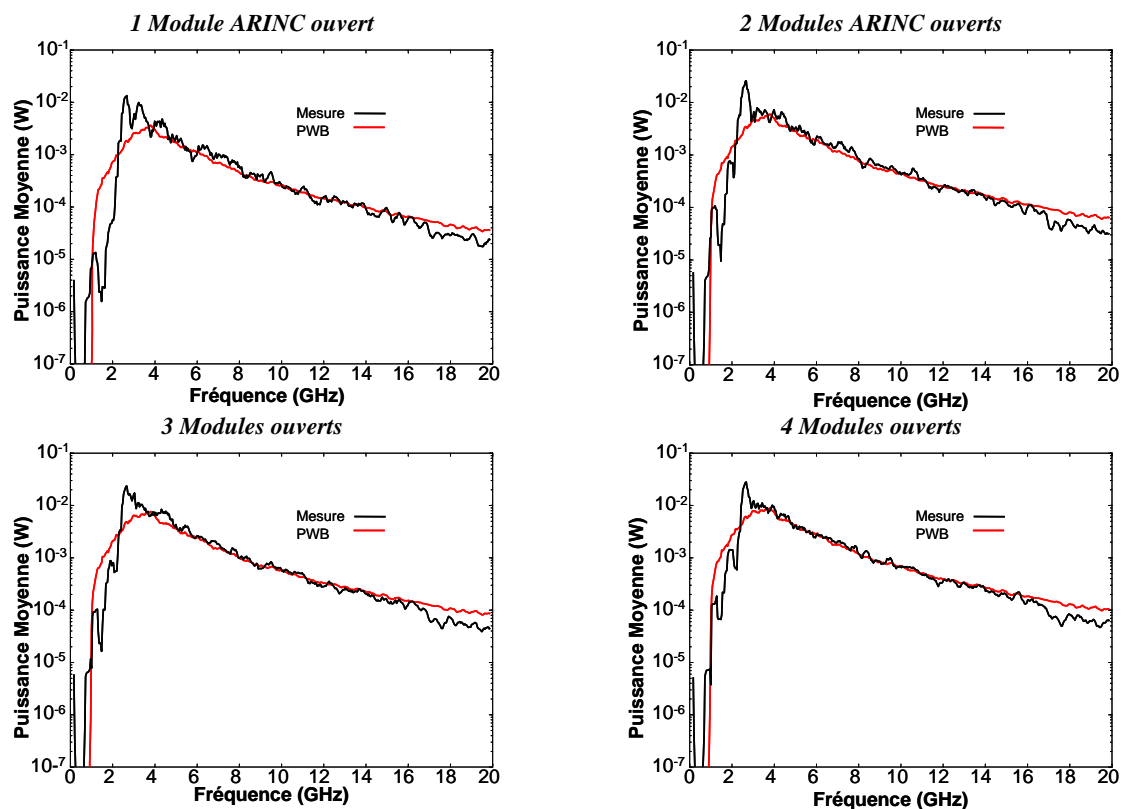 1 Module ARINC ouvert
10-1
10-2
10-3
10-4
10-5
10-6
10-7
Puissance Moyenne (W)
Mesure
PWB
0 2 4 6 8 10 12 14 16 18 20
Fréquence (GHz)
2 Modules ARINC ouverts
10-1
10-2
10-3
10-4
10-5
10-6
10-7
Puissance Moyenne (W)
Mesure
PWB
0 2 4 6 8 10 12 14 16 18 20
Fréquence (GHz)
3 Modules ouverts
10-1
10-2
10-3
10-4
10-5
10-6
10-7
Puissance Moyenne (W)
Mesure
PWB
0 2 4 6 8 10 12 14 16 18 20
Fréquence (GHz)
4 Modules ouverts
10-1
10-2
10-3
10-4
10-5
10-6
10-7
Puissance Moyenne (W)
Mesure
PWB
0 2 4 6 8 10 12 14 16 18 20
Fréquence (GHz)